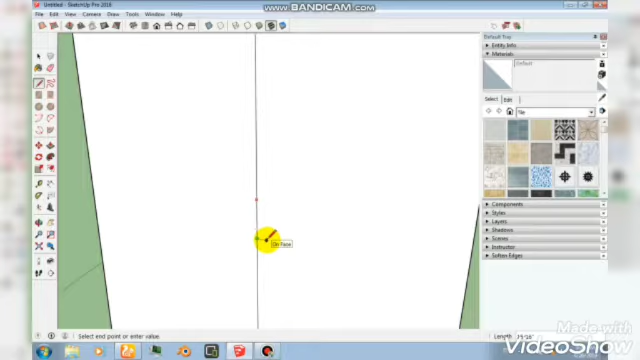 www.BANDICAM.com
Untitled - SketchUp Pro 2016
File Edit View Camera Draw Tools Window Help
Default Tray
Entity Info
Materials
Default
Select Edit
Tile
On Face
Components
Styles
Layers
Shadows
Scenes
Instructor
Soften Edges
Select end point or enter value.
Length
Made with
VideoShow